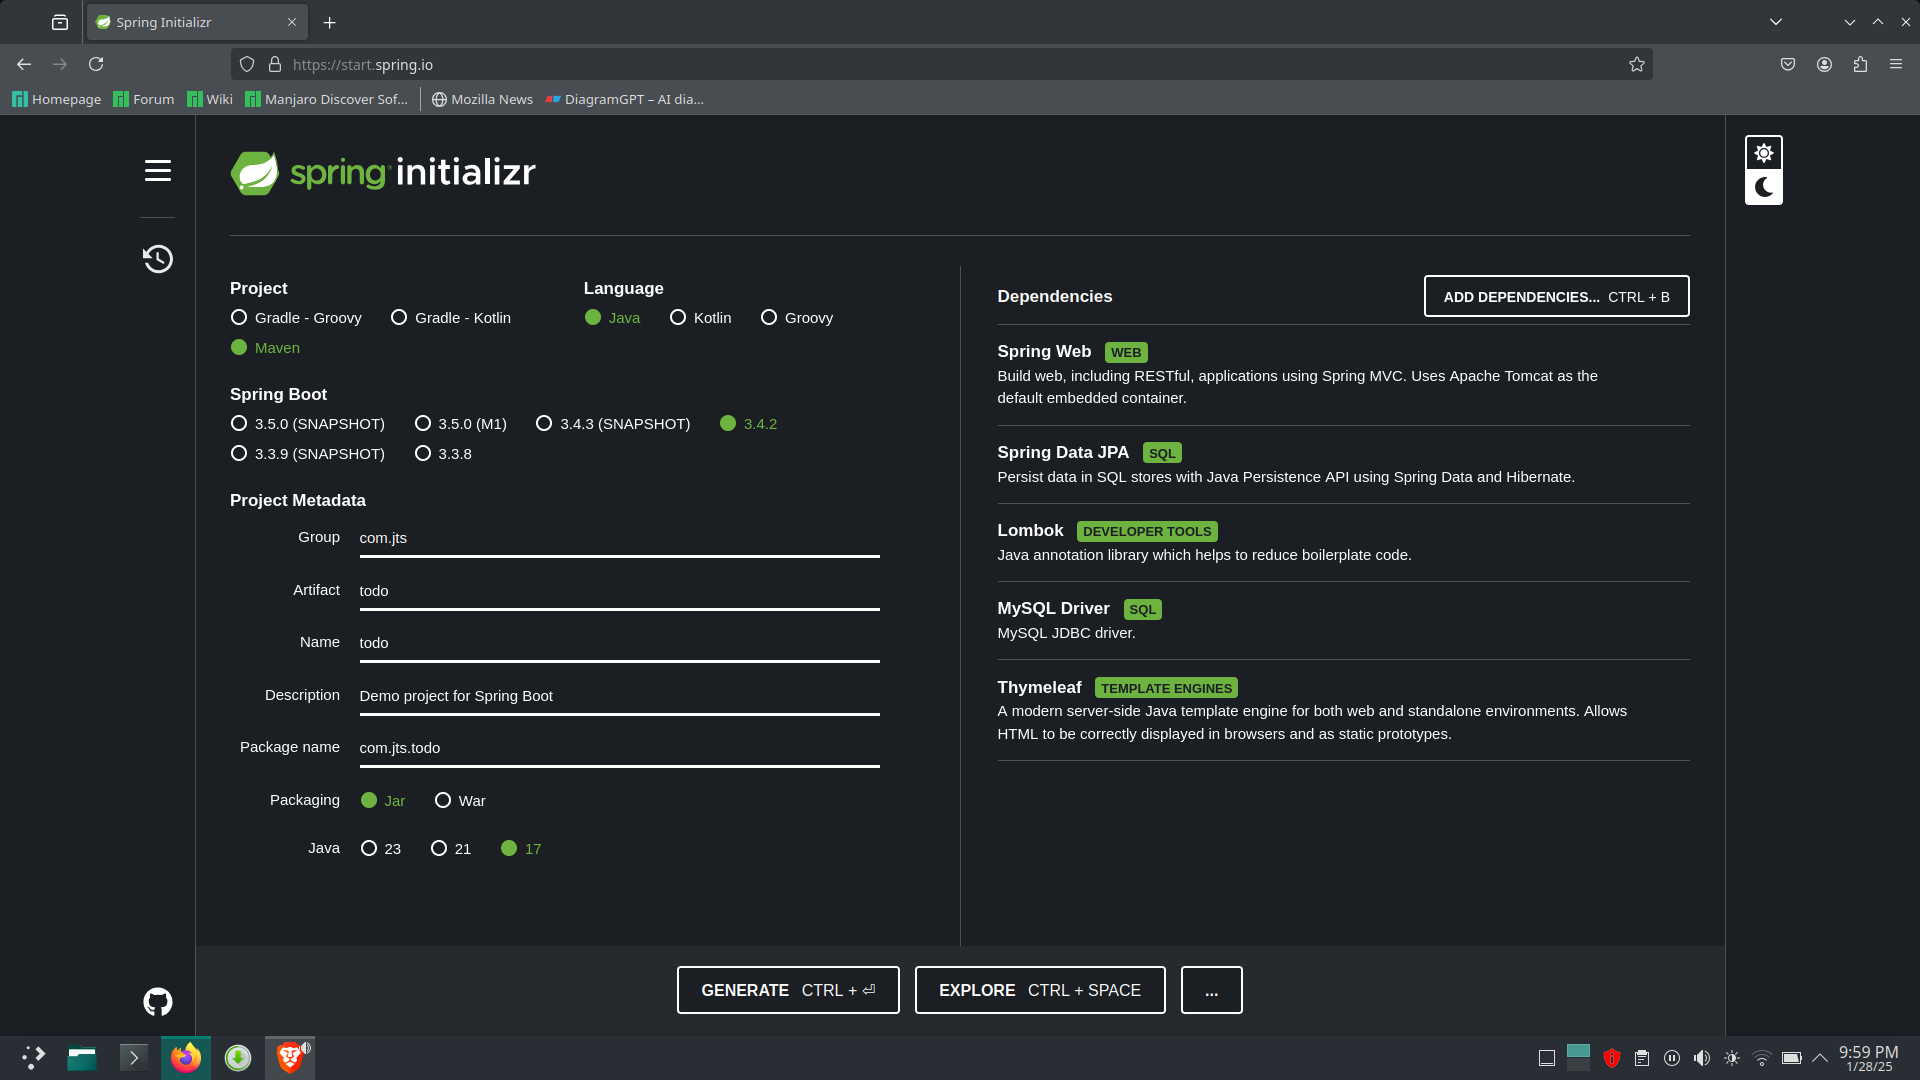 Spring Initializr
https://start.spring.io
Homepage
Forum
Wiki
Manjaro Discover Sof...
Mozilla News
DiagramGPT – AI dia...
spring initializr
Project
Gradle - Groovy
Gradle - Kotlin
Maven
Language
Java
Kotlin
Groovy
Spring Boot
3.5.0 (SNAPSHOT)
3.5.0 (M1)
3.4.3 (SNAPSHOT)
3.4.2
3.3.9 (SNAPSHOT)
3.3.8
Project Metadata
Group com.jts
Artifact todo
Name todo
Description Demo project for Spring Boot
Package name com.jts.todo
Packaging Jar War
Java 23 21 17
Dependencies
ADD DEPENDENCIES... CTRL + B
Spring Web WEB
Build web, including RESTful, applications using Spring MVC. Uses Apache Tomcat as the
default embedded container.
Spring Data JPA SQL
Persist data in SQL stores with Java Persistence API using Spring Data and Hibernate.
Lombok DEVELOPER TOOLS
Java annotation library which helps to reduce boilerplate code.
MySQL Driver SQL
MySQL JDBC driver.
Thymeleaf TEMPLATE ENGINES
A modern server-side Java template engine for both web and standalone environments. Allows
HTML to be correctly displayed in browsers and as static prototypes.
GENERATE CTRL + ⏎
EXPLORE CTRL + SPACE
...
9:59 PM
1/28/25